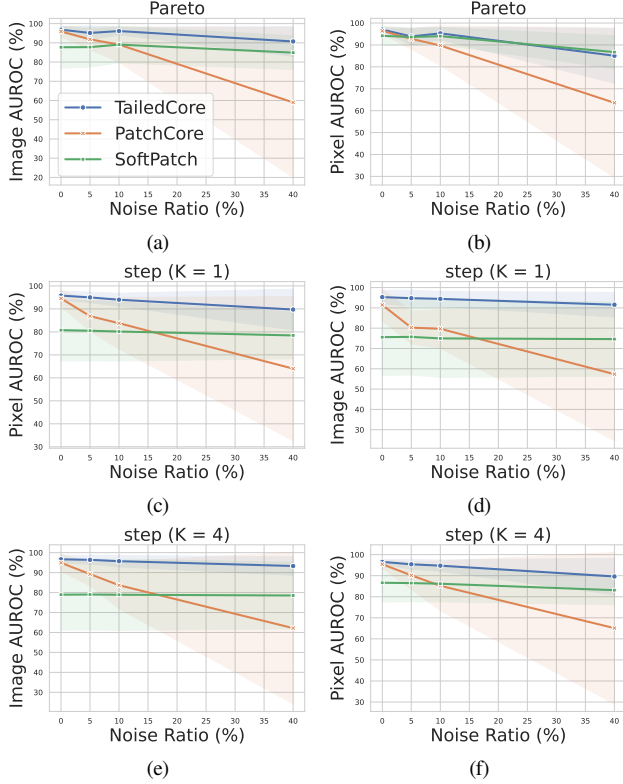 Pareto
Image AUROC (%)
100
90
80
70
60
50
40
30
20
TailedCore
PatchCore
SoftPatch
0 5 10 15 20 25 30 35 40
Noise Ratio (%)
(a)
Pareto
Pixel AUROC (%)
100
90
80
70
60
50
40
30
0 5 10 15 20 25 30 35 40
Noise Ratio (%)
(b)
step (K = 1)
Pixel AUROC (%)
100
90
80
70
60
50
40
30
0 5 10 15 20 25 30 35 40
Noise Ratio (%)
(c)
step (K = 1)
Image AUROC (%)
100
90
80
70
60
50
40
30
0 5 10 15 20 25 30 35 40
Noise Ratio (%)
(d)
step (K = 4)
Image AUROC (%)
100
90
80
70
60
50
40
30
0 5 10 15 20 25 30 35 40
Noise Ratio (%)
(e)
step (K = 4)
Pixel AUROC (%)
100
90
80
70
60
50
40
30
0 5 10 15 20 25 30 35 40
Noise Ratio (%)
(f)